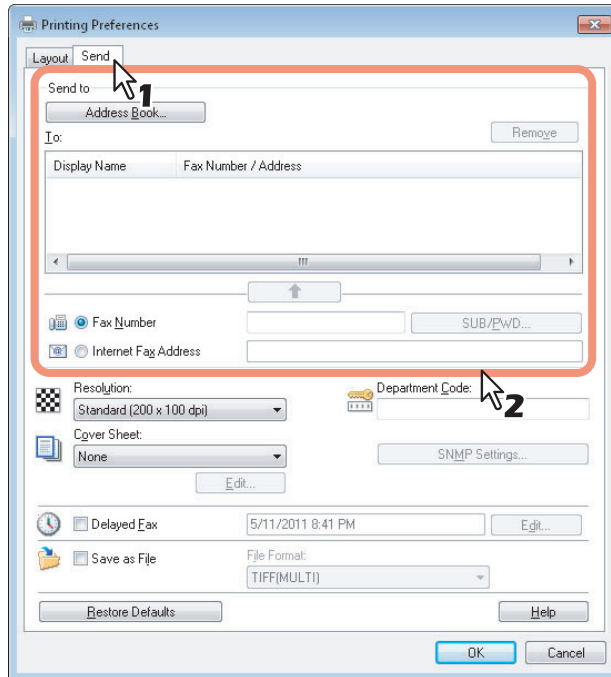 Printing Preferences
Layout Send
1
Send to
Address Book...
To:
Remove
Display Name Fax Number / Address
Fax Number
SUB/PWD...
Internet Fax Address
2
Resolution:
Department Code:
Standard (200 x 100 dpi)
Cover Sheet:
None
SNMP Settings...
Edit...
Delayed Fax
5/11/2011 8:41 PM
Edit...
Save as File
File Format:
TIFF(MULTI)
Restore Defaults
Help
OK
Cancel